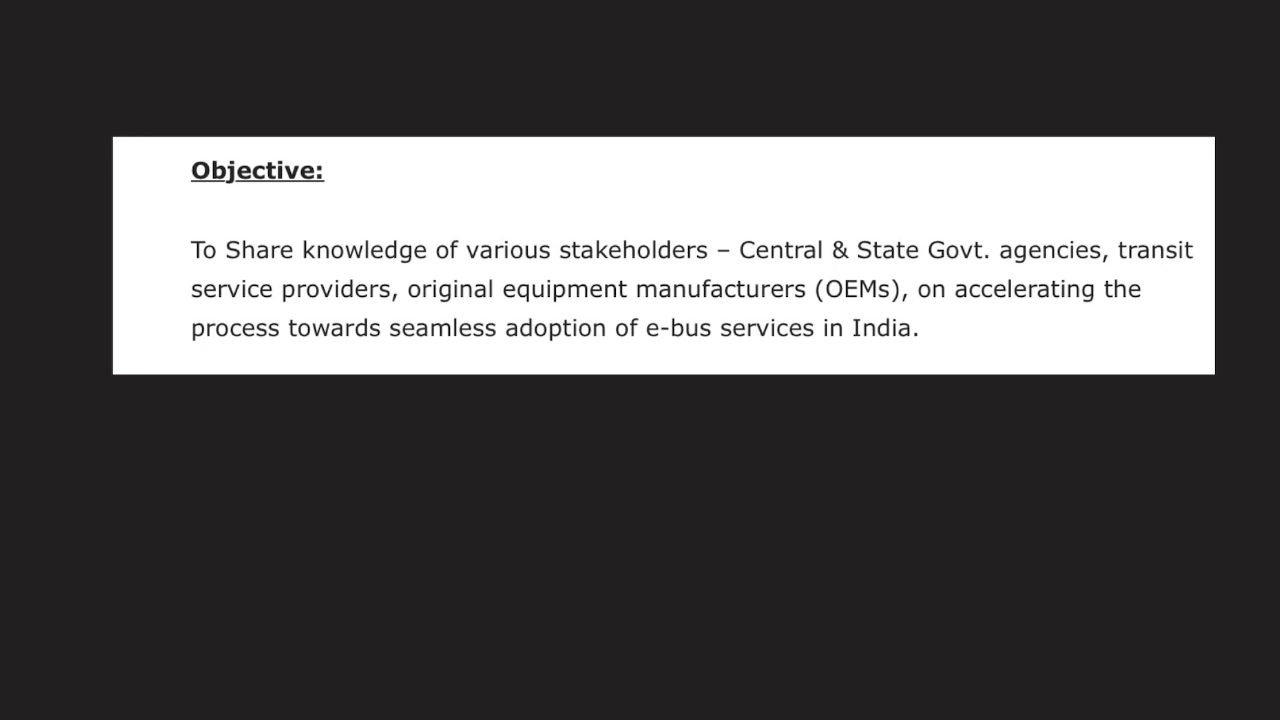 Objective:
To Share knowledge of various stakeholders – Central & State Govt. agencies, transit
service providers, original equipment manufacturers (OEMs), on accelerating the
process towards seamless adoption of e-bus services in India.